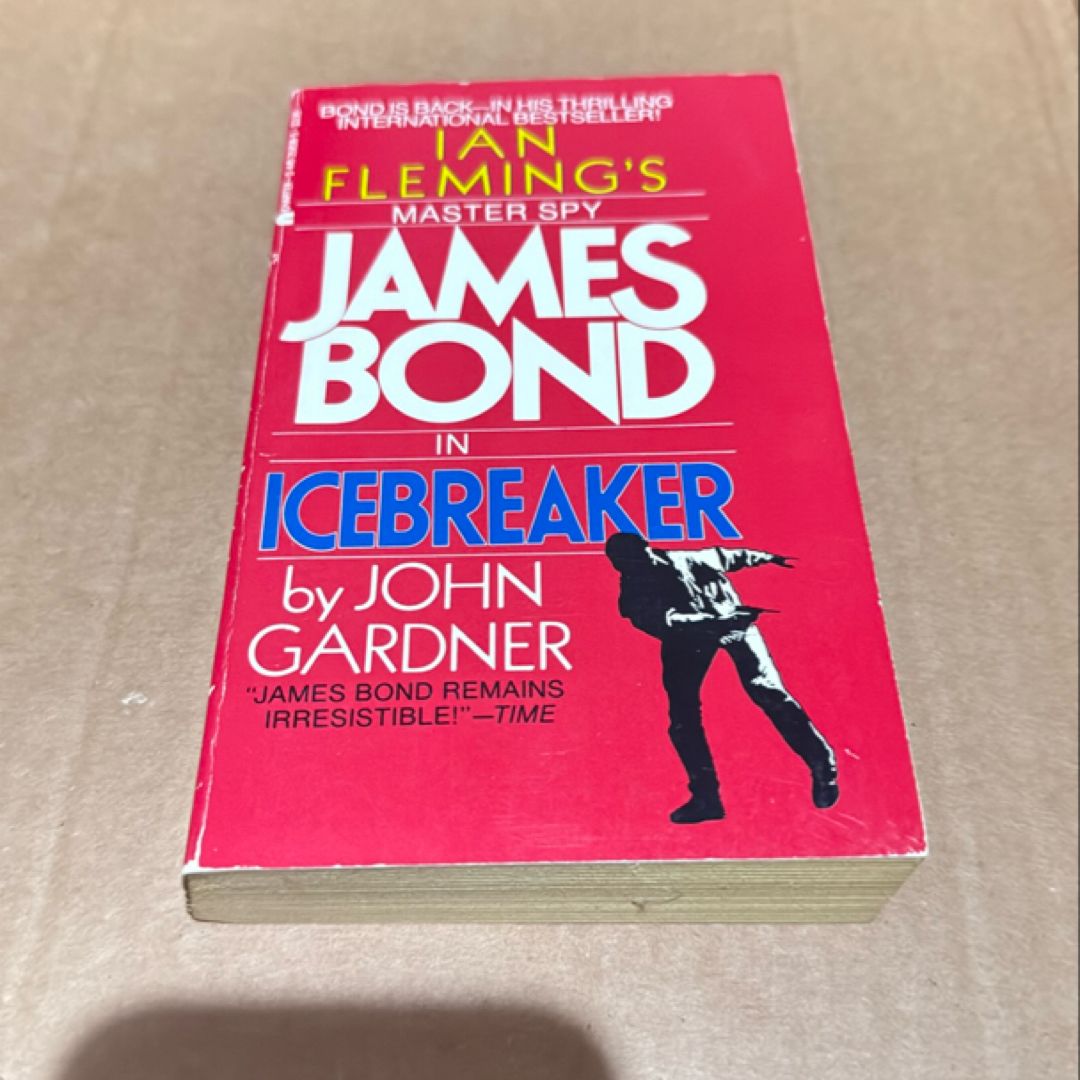 BOND IS BACK—IN HIS THRILLING
INTERNATIONAL BESTSELLER!
IAN
FLEMING'S
MASTER SPY
JAMES
BOND
IN
ICEBREAKER
by JOHN
GARDNER
"JAMES BOND REMAINS
IRRESISTIBLE!"—TIME